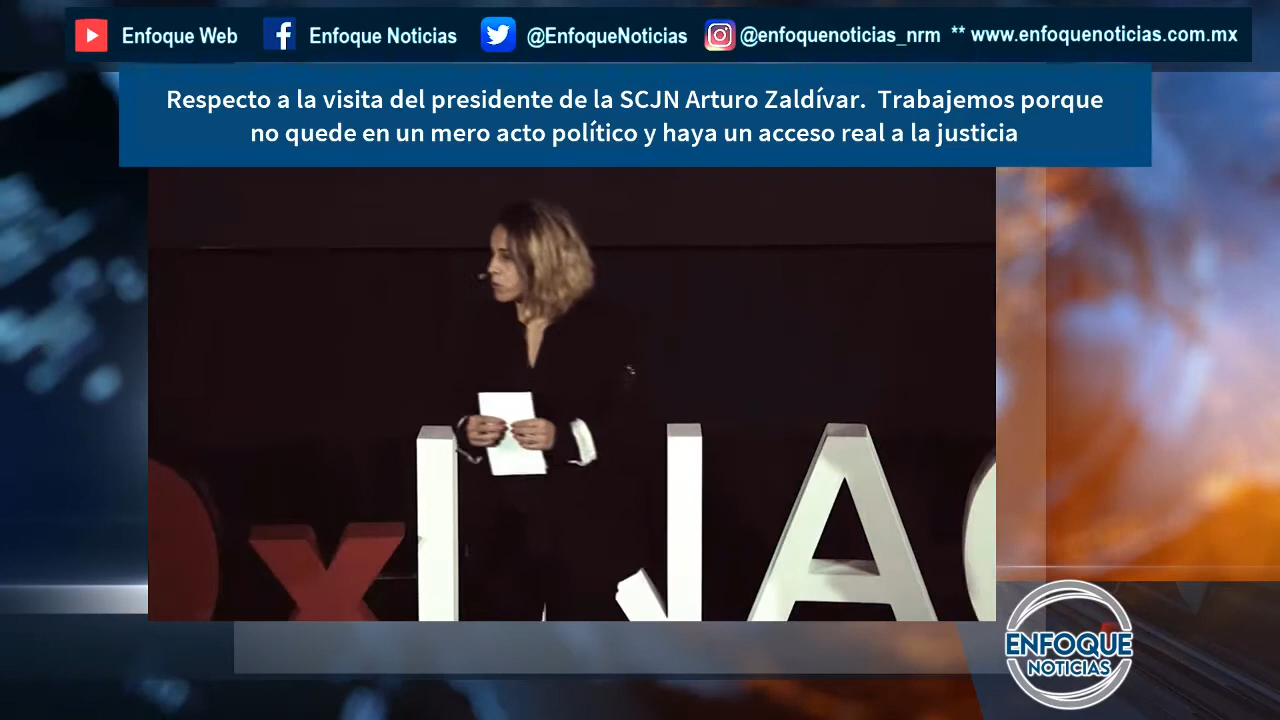 Enfoque Web Enfoque Noticias @EnfoqueNoticias @enfoquenoticias_nrm ** www.enfoquenoticias.com.mx
Respecto a la visita del presidente de la SCJN Arturo Zaldívar. Trabajemos porque
no quede en un mero acto político y haya un acceso real a la justicia
ENFOQUE
NOTICIAS